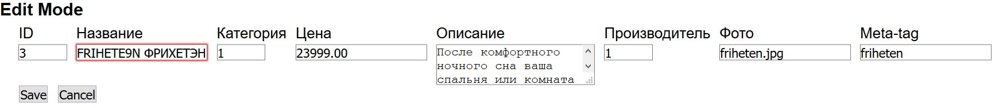 Edit Mode
ID Название Категория Цена Описание Производитель Фото Meta-tag
3 FRIHETE9N ФРИХЕТЭН 1 23999.00 После комфортного 1 friheten.jpg friheten
ночного сна ваша
спальня или комната
Save Cancel